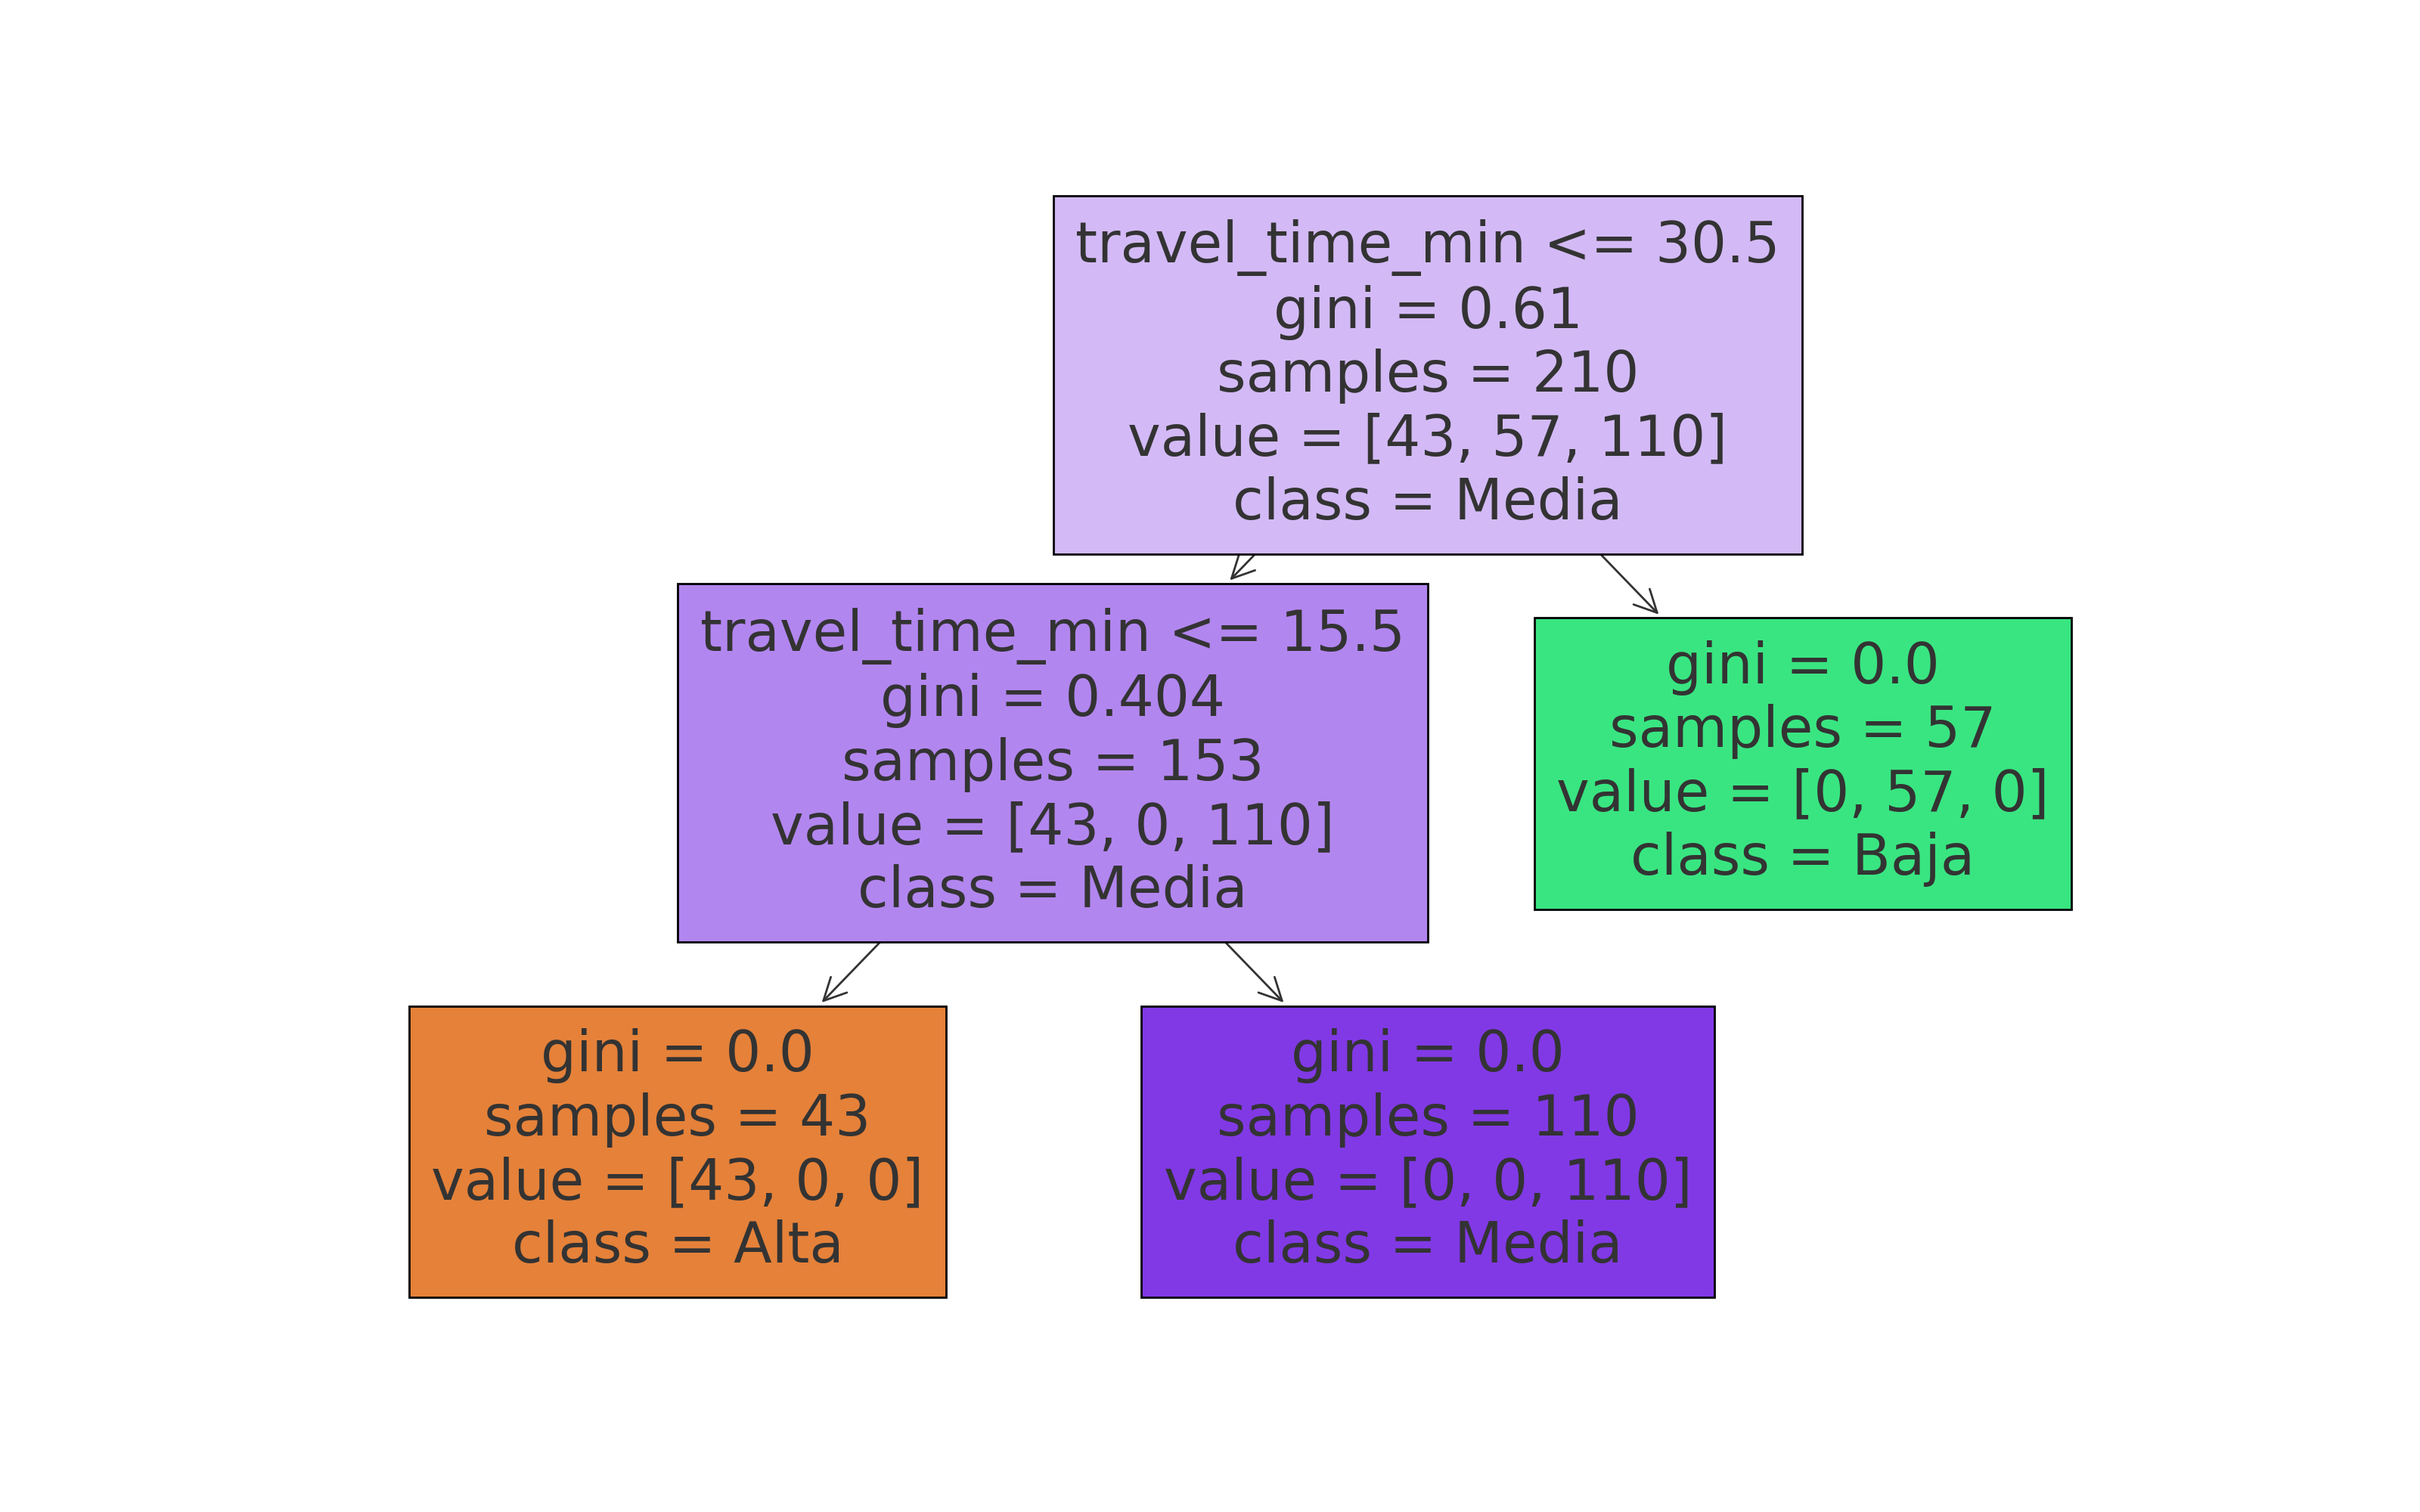 travel_time_min <= 30.5
gini = 0.61
samples = 210
value = [43, 57, 110]
class = Media
travel_time_min <= 15.5
gini = 0.404
samples = 153
value = [43, 0, 110]
class = Media
gini = 0.0
samples = 57
value = [0, 57, 0]
class = Baja
gini = 0.0
samples = 43
value = [43, 0, 0]
class = Alta
gini = 0.0
samples = 110
value = [0, 0, 110]
class = Media